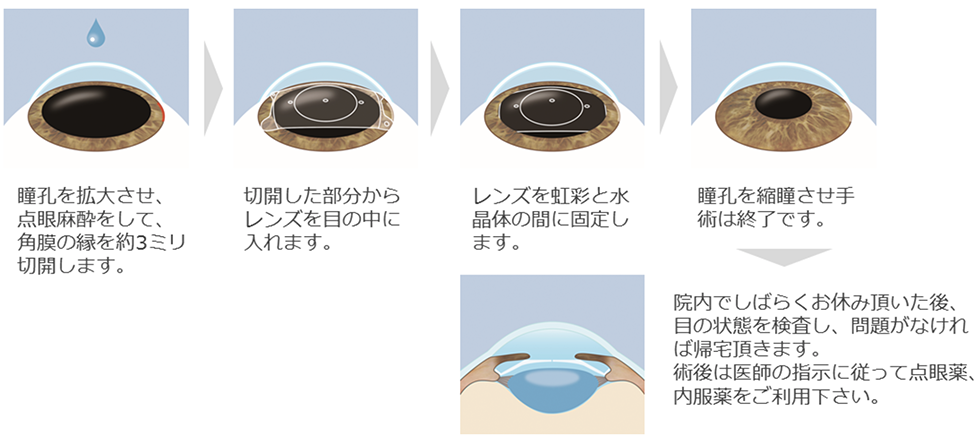 瞳孔を拡大させ、
点眼麻酔をして、
角膜の縁を約3ミリ
切開します。
切開した部分から
レンズを目の中に
入れます。
レンズを虹彩と水
晶体の間に固定し
ます。
瞳孔を縮瞳させ手
術は終了です。
院内でしばらくお休み頂いた後、
目の状態を検査し、問題がなけれ
ば帰宅頂きます。
術後は医師の指示に従って点眼薬、
内服薬をご利用下さい。